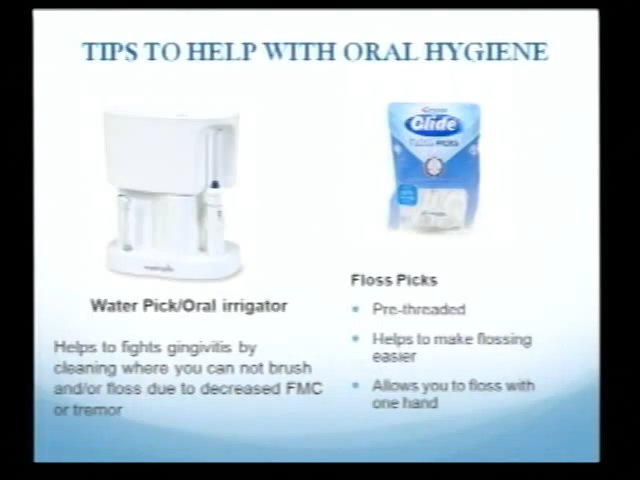 TIPS TO HELP WITH ORAL HYGIENE
Glide
Water Pick/Oral irrigator
Helps to fights gingivitis by
cleaning where you can not brush
and/or floss due to decreased FMC
or tremor
Floss Picks
Pre-threaded
Helps to make flossing
easier
Allows you to floss with
one hand